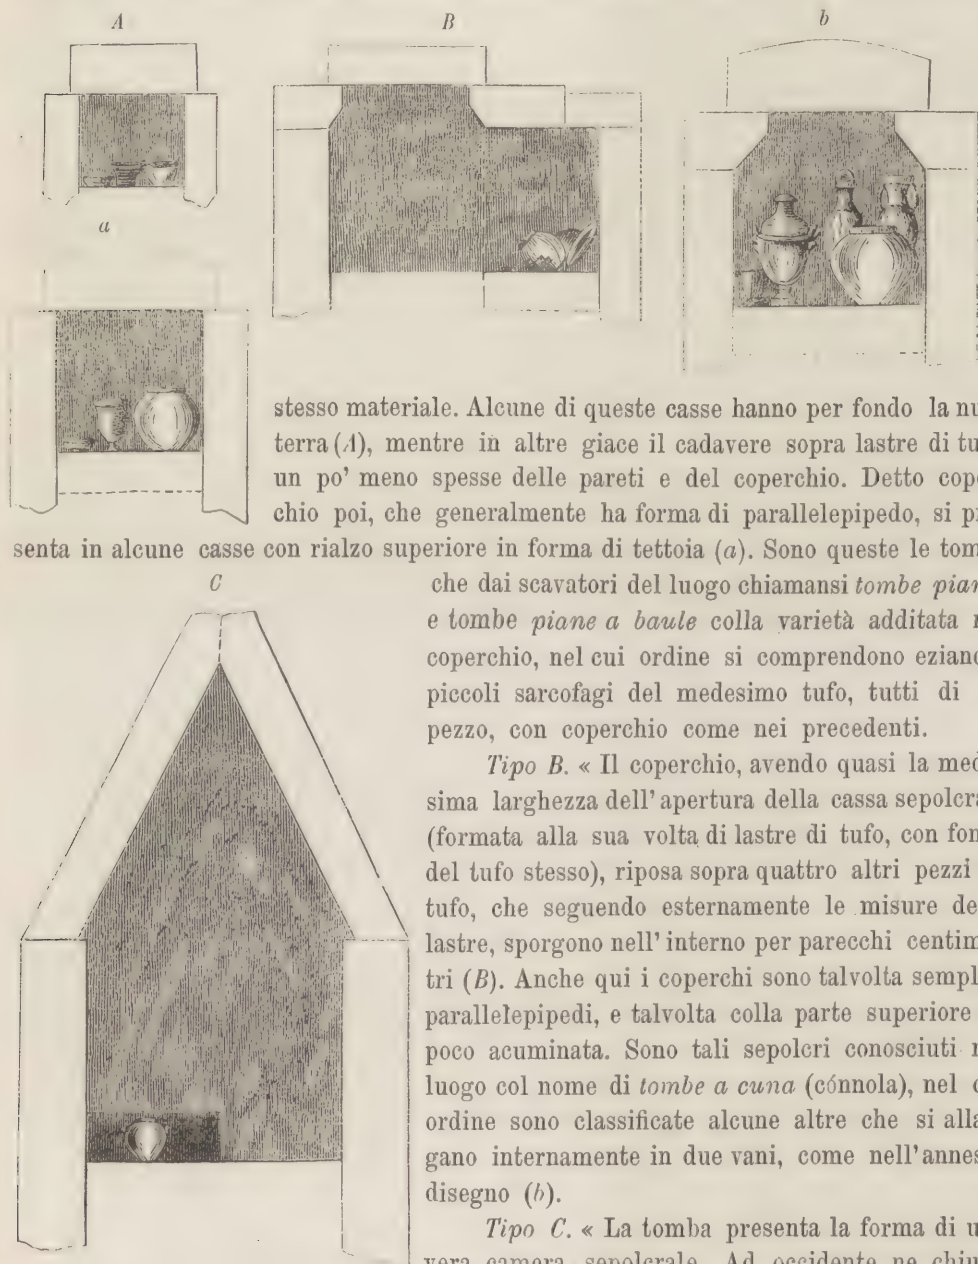 A
B
b
a
stesso materiale. Alcune di queste casse hanno per fondo la nu
terra (A), mentre in altre giace il cadavere sopra lastre di tu
un po' meno spesse delle pareti e del coperchio. Detto cope
chio poi, che generalmente ha forma di parallelepipedo, si p
senta in alcune casse con rialzo superiore in forma di tettoia (a). Sono queste le tom
C
che dai scavatori del luogo chiamansi tombe pian
e tombe piane a baule colla varietà additata n
coperchio, nel cui ordine si comprendono eziand
piccoli sarcofagi del medesimo tufo, tutti di
pezzo, con coperchio come nei precedenti.
Tipo B. « Il coperchio, avendo quasi la med
sima larghezza dell' apertura della cassa sepolcra
(formata alla sua volta di lastre di tufo, con fon
del tufo stesso), riposa sopra quattro altri pezzi
tufo, che seguendo esternamente le misure de
lastre, sporgono nell' interno per parecchi centim
tri (B). Anche qui i coperchi sono talvolta sempl
parallelepipedi, e talvolta colla parte superiore
poco acuminata. Sono tali sepolcri conosciuti n
luogo col nome di tombe a cuna (cónnola), nel c
ordine sono classificate alcune altre che si alla
gano internamente in due vani, come nell' annes
disegno (b).
Tipo C. « La tomba presenta la forma di u
vera camera sepolcrale. Ad occidente ne chiu